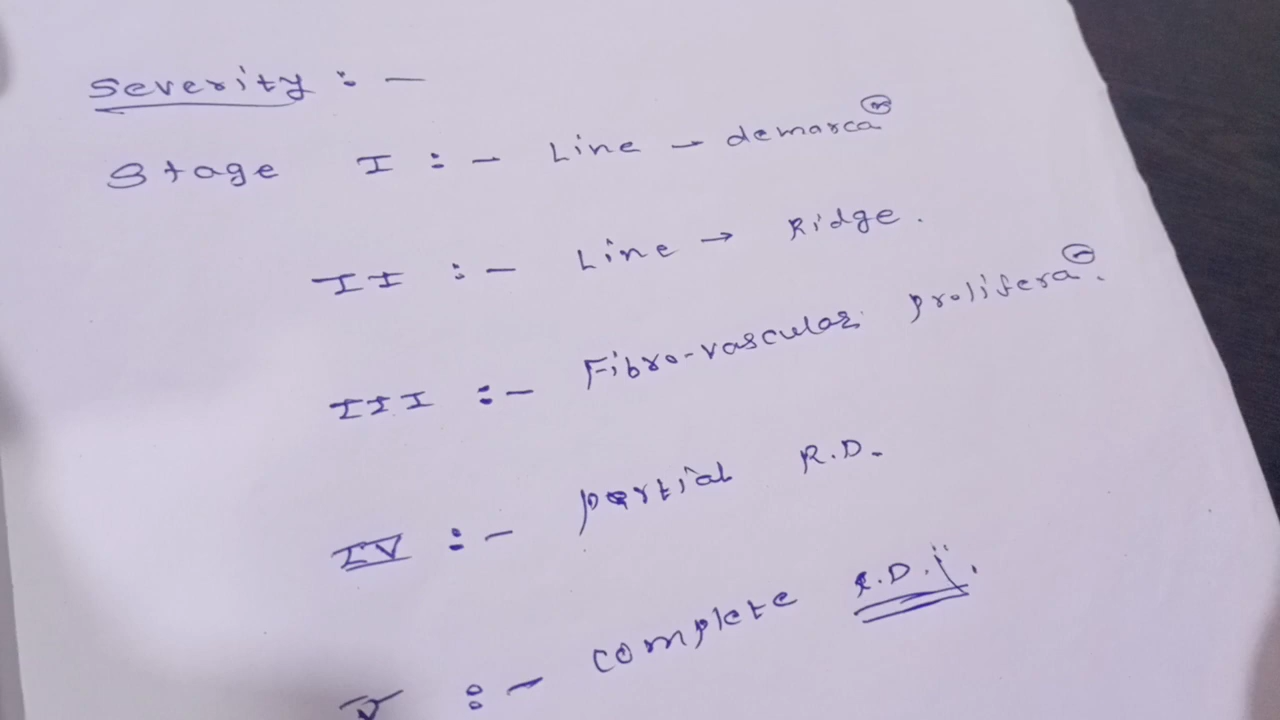 Severity :-
Stage I :- Line - demarca(n)
II :- Line → Ridge.
III :- Fibro-vascular prolifera(n).
IV :- partial R.D.
V :- complete R.D.